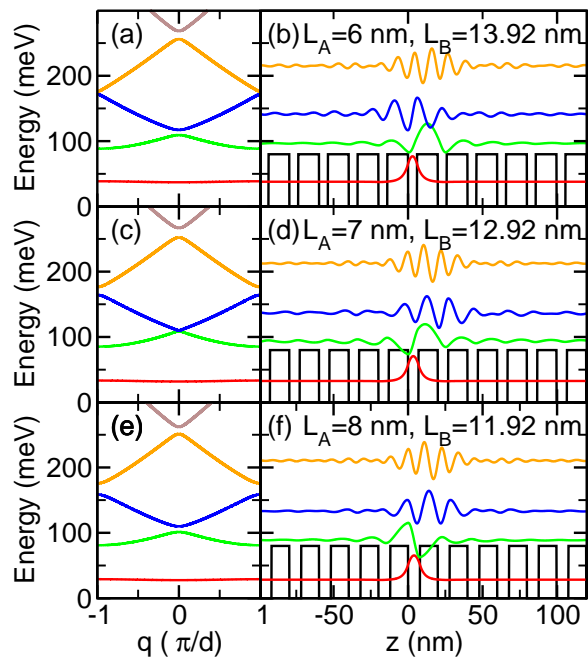 (a) (b) L_A=6 nm, L_B=13.92 nm
Energy (meV)
200
100
0
(c) (d) L_A=7 nm, L_B=12.92 nm
Energy (meV)
200
100
0
(e) (f) L_A=8 nm, L_B=11.92 nm
Energy (meV)
200
100
0
-1 0 1 -50 0 50 100
q ( π/d) z (nm)